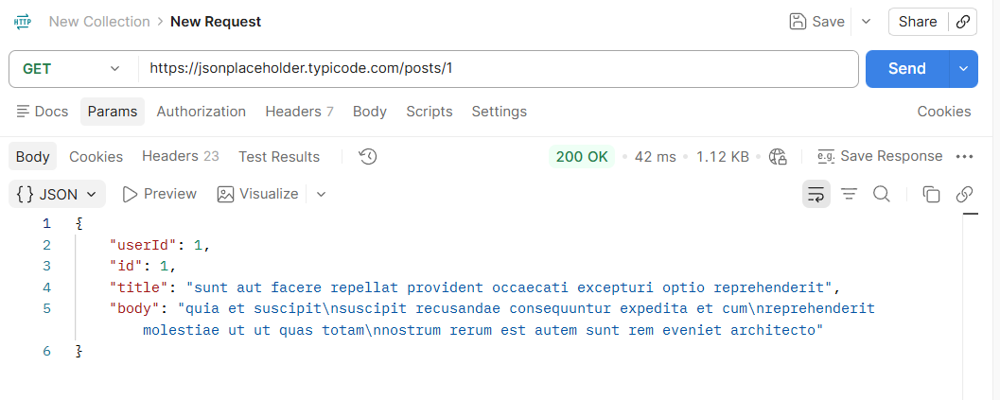 HTTP New Collection > New Request Save Share
GET https://jsonplaceholder.typicode.com/posts/1 Send
Docs Params Authorization Headers 7 Body Scripts Settings Cookies
Body Cookies Headers 23 Test Results 200 OK • 42 ms • 1.12 KB • e.g. Save Response •••
{} JSON Preview Visualize
1 {
2 "userId": 1,
3 "id": 1,
4 "title": "sunt aut facere repellat provident occaecati excepturi optio reprehenderit",
5 "body": "quia et suscipit\nsuscipit recusandae consequuntur expedita et cum\nreprehenderit
molestiae ut ut quas totam\nnostrum rerum est autem sunt rem eveniet architecto"
6 }